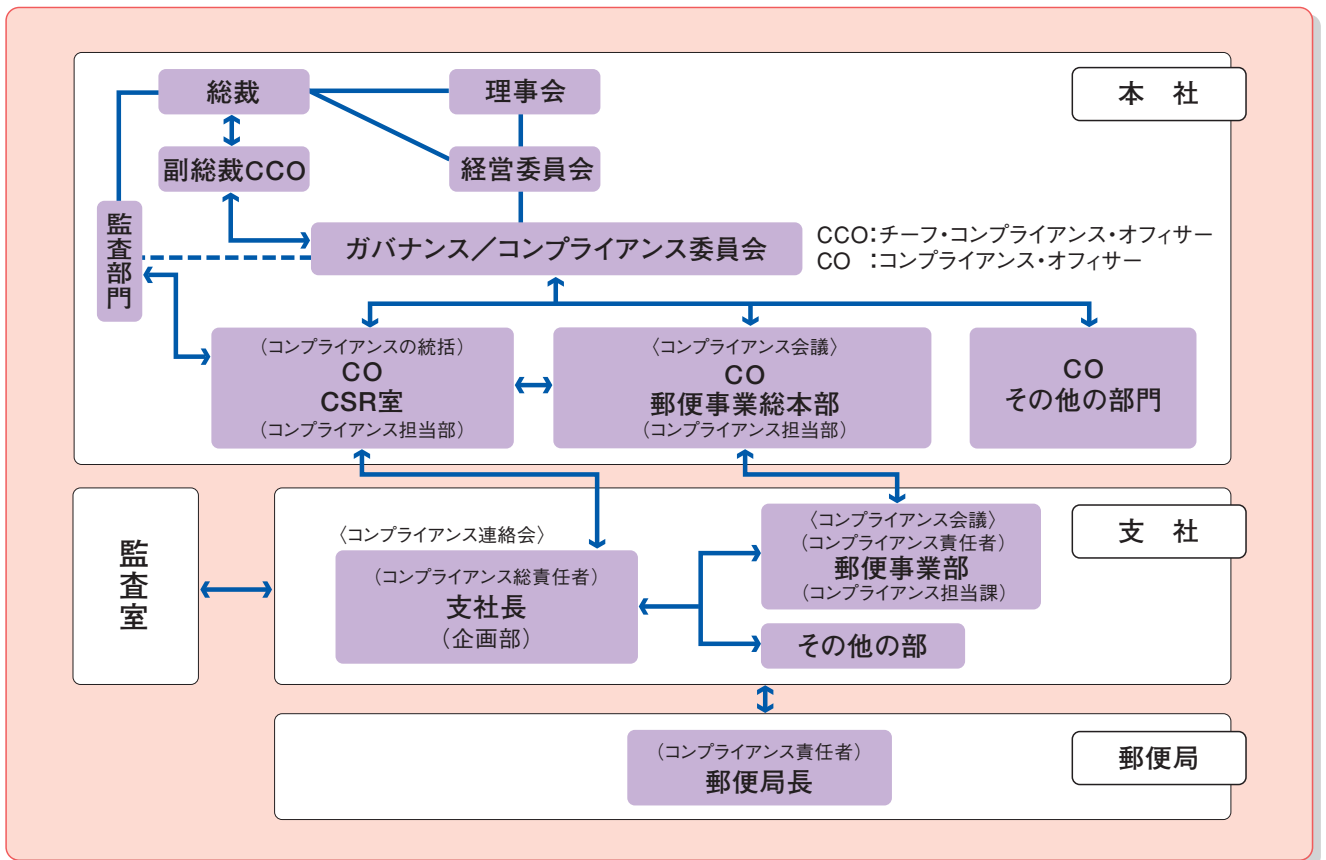 本 社
総裁
理事会
副総裁CCO
経営委員会
監査部門
ガバナンス／コンプライアンス委員会
CCO：チーフ・コンプライアンス・オフィサー
CO ：コンプライアンス・オフィサー
（コンプライアンスの統括）
CO
CSR室
（コンプライアンス担当部）
〈コンプライアンス会議〉
CO
郵便事業総本部
（コンプライアンス担当部）
CO
その他の部門
監査室
支 社
〈コンプライアンス連絡会〉
（コンプライアンス総責任者）
支社長
（企画部）
〈コンプライアンス会議〉
（コンプライアンス責任者）
郵便事業部
（コンプライアンス担当課）
その他の部
郵便局
（コンプライアンス責任者）
郵便局長